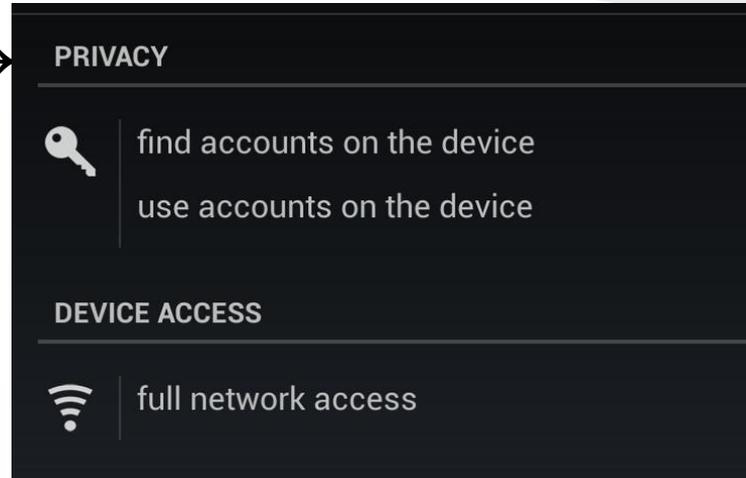 PRIVACY
find accounts on the device
use accounts on the device
DEVICE ACCESS
full network access